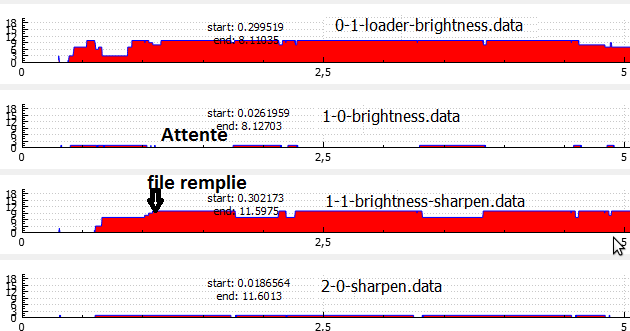 start: 0.299519
end: 8.11035
0-1-loader-brightness.data
18
15
12
9
6
3
0
0
2,5
5
start: 0.0261959
end: 8.12703
1-0-brightness.data
18
15
12
9
6
3
0
Attente
0
2,5
5
file remplie
start: 0.302173
end: 11.5975
1-1-brightness-sharpen.data
18
15
12
9
6
3
0
0
2,5
5
start: 0.0186564
end: 11.6013
2-0-sharpen.data
18
15
12
9
6
3
0
0
2,5
5